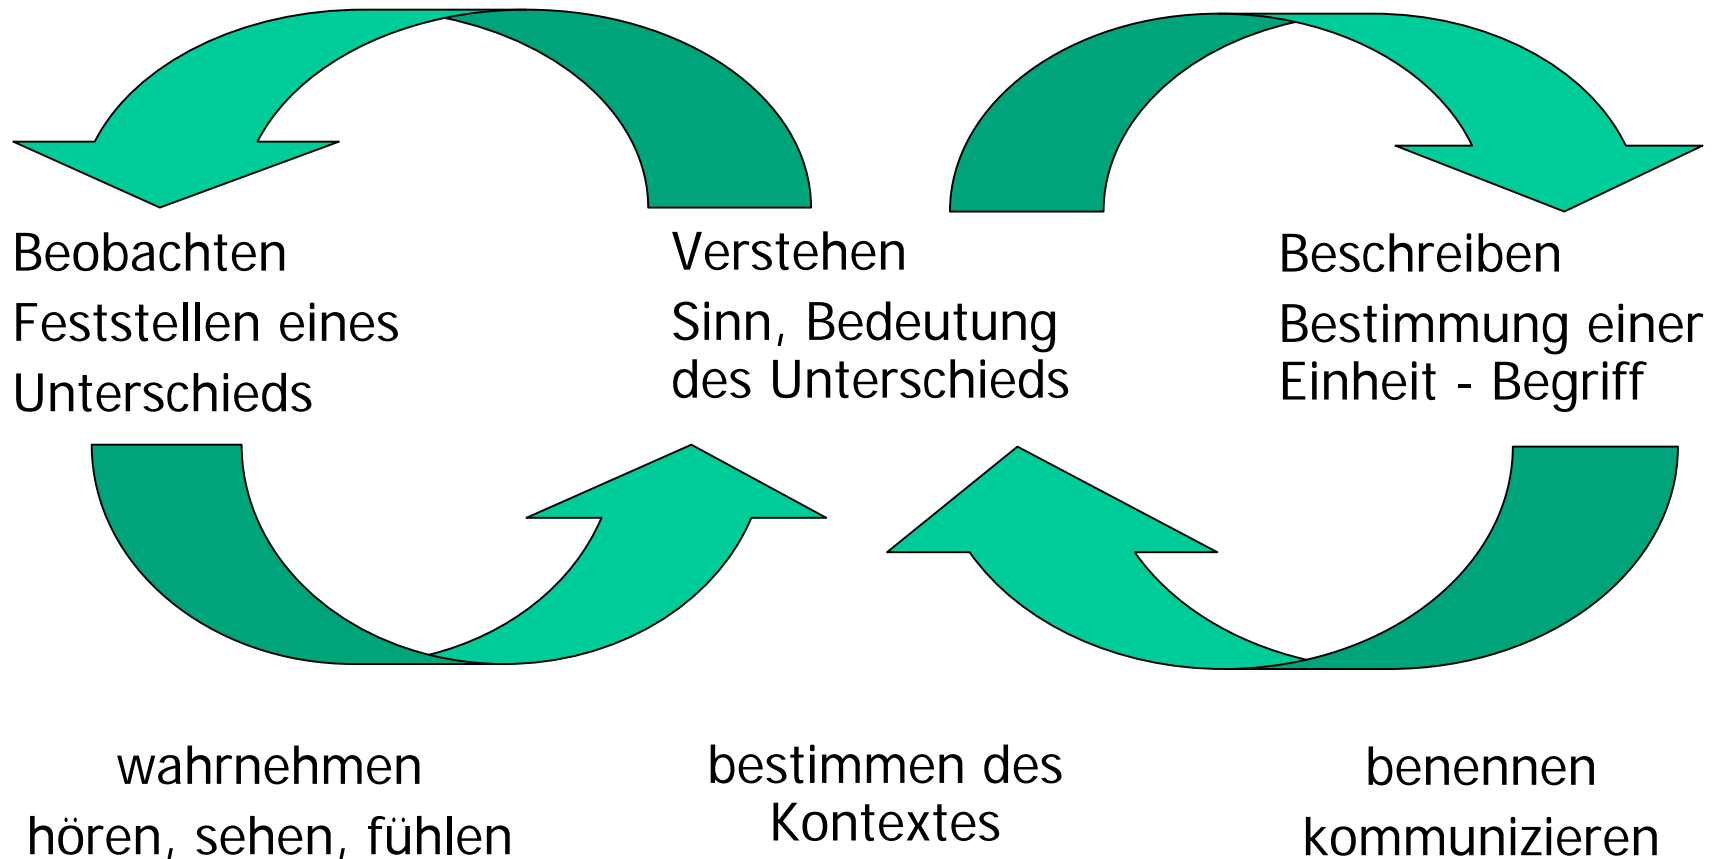 Beobachten
Feststellen eines
Unterschieds
Verstehen
Sinn, Bedeutung
des Unterschieds
Beschreiben
Bestimmung einer
Einheit - Begriff
wahrnehmen
hören, sehen, fühlen
bestimmen des
Kontextes
benennen
kommunizieren